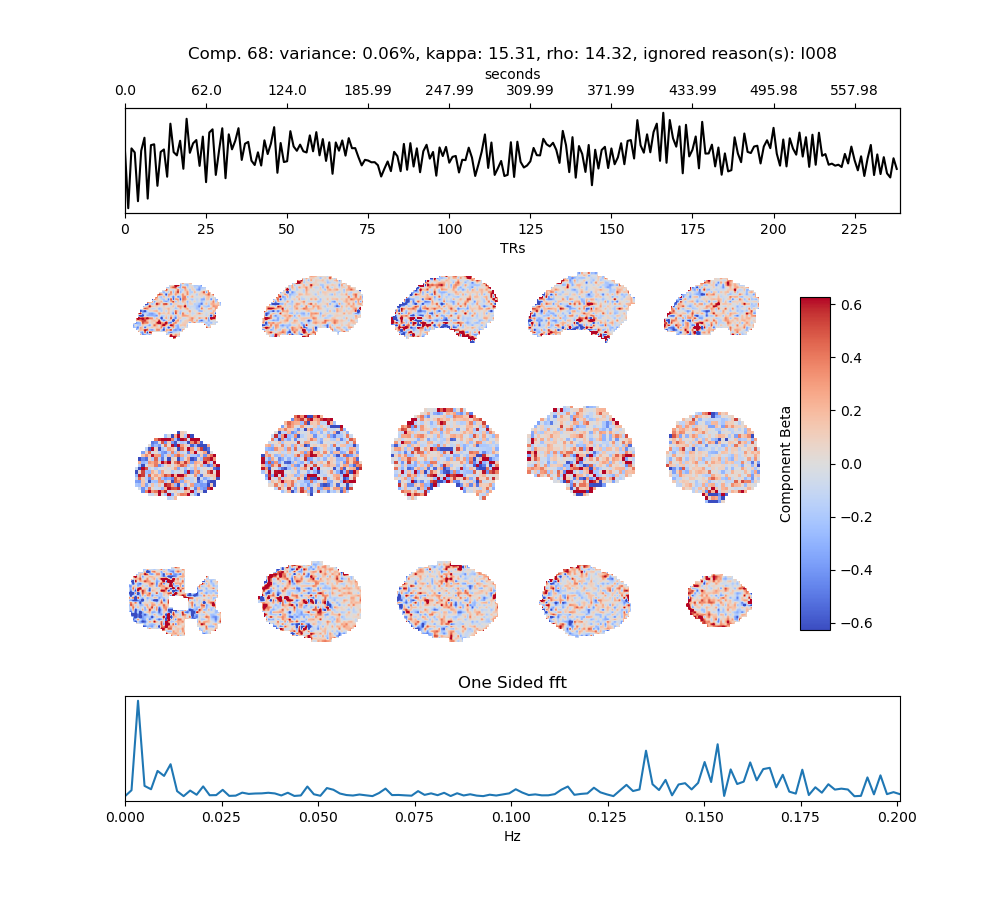 Comp. 68: variance: 0.06%, kappa: 15.31, rho: 14.32, ignored reason(s): I008
seconds
0.0 62.0 124.0 185.99 247.99 309.99 371.99 433.99 495.98 557.98
0 25 50 75 100 125 150 175 200 225
TRs
0.6
0.4
0.2
0.0
−0.2
−0.4
−0.6
Component Beta
One Sided fft
0.000 0.025 0.050 0.075 0.100 0.125 0.150 0.175 0.200
Hz